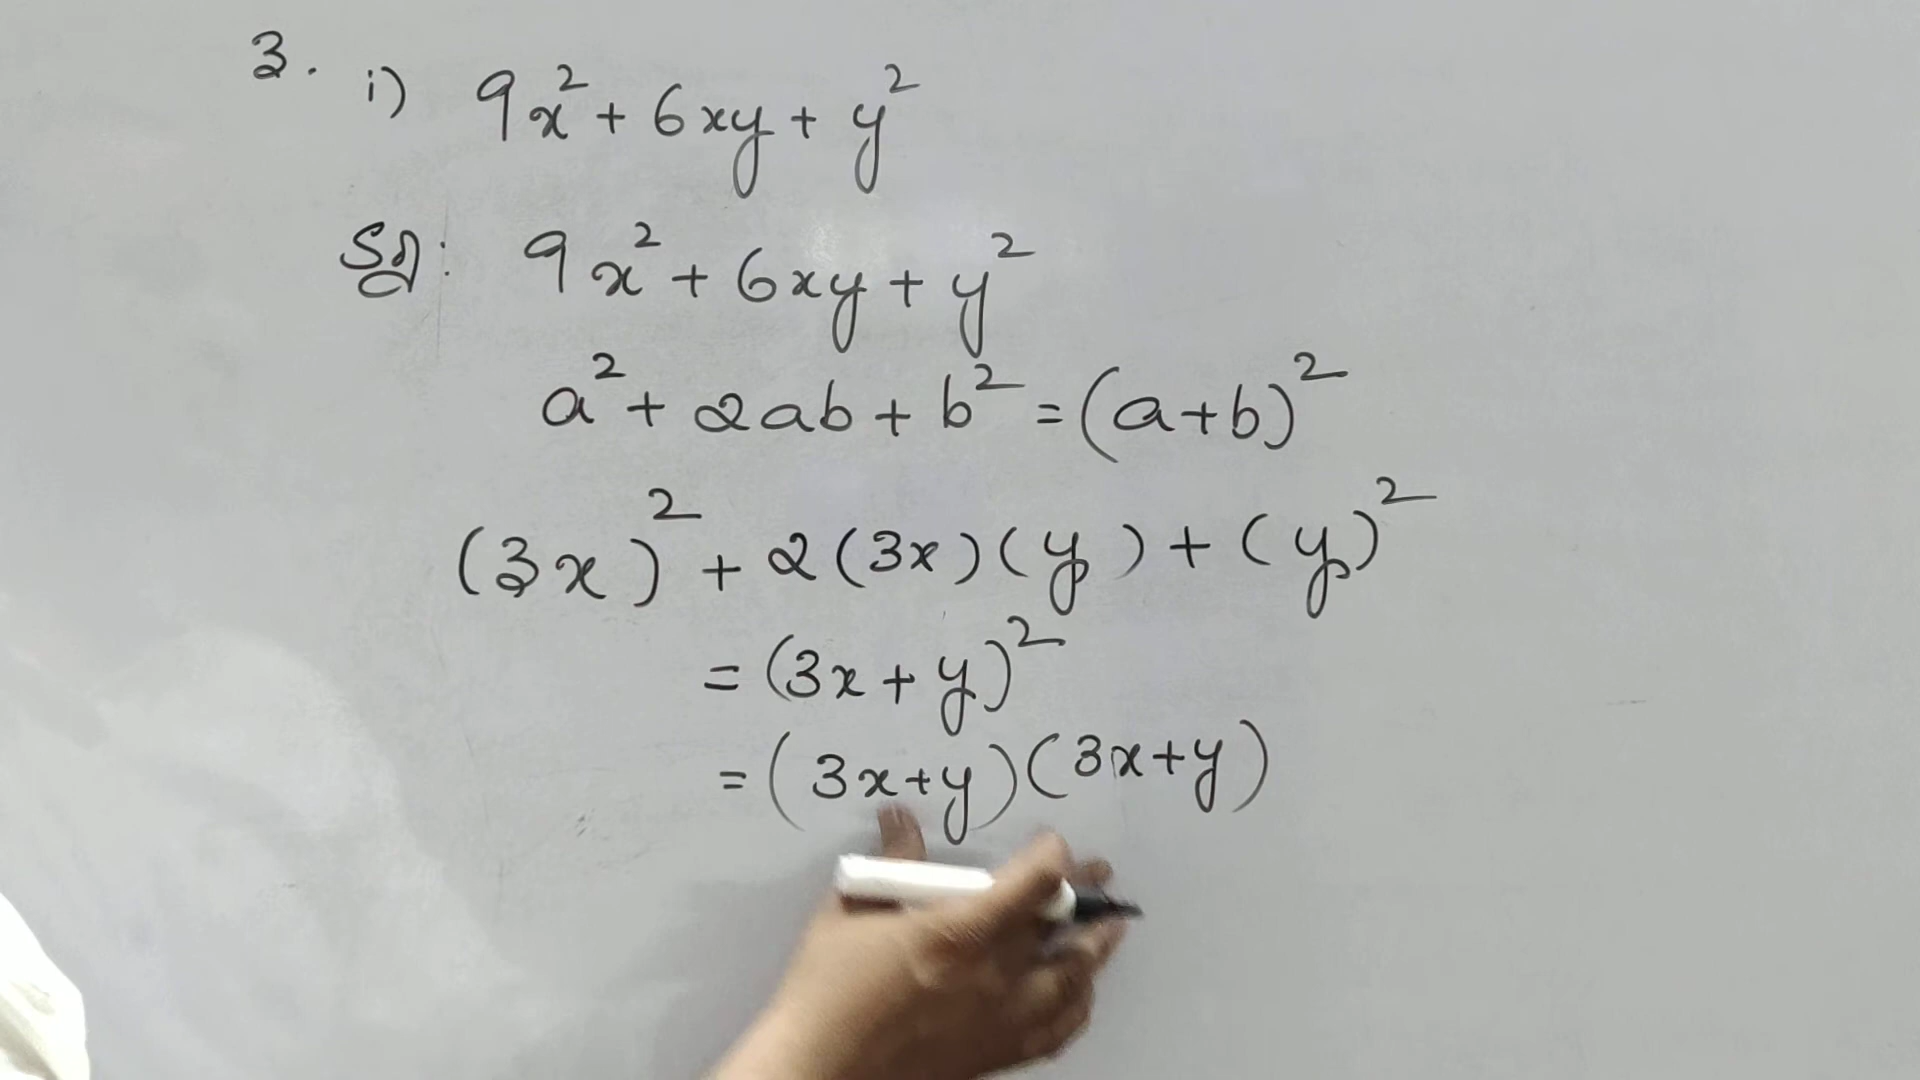 3. i) 9x² + 6xy + y²
9x² + 6xy + y²
a² + 2ab + b² = (a+b)²
(3x)² + 2(3x)(y) + (y)²
= (3x + y)²
= (3x+y)(3x+y)